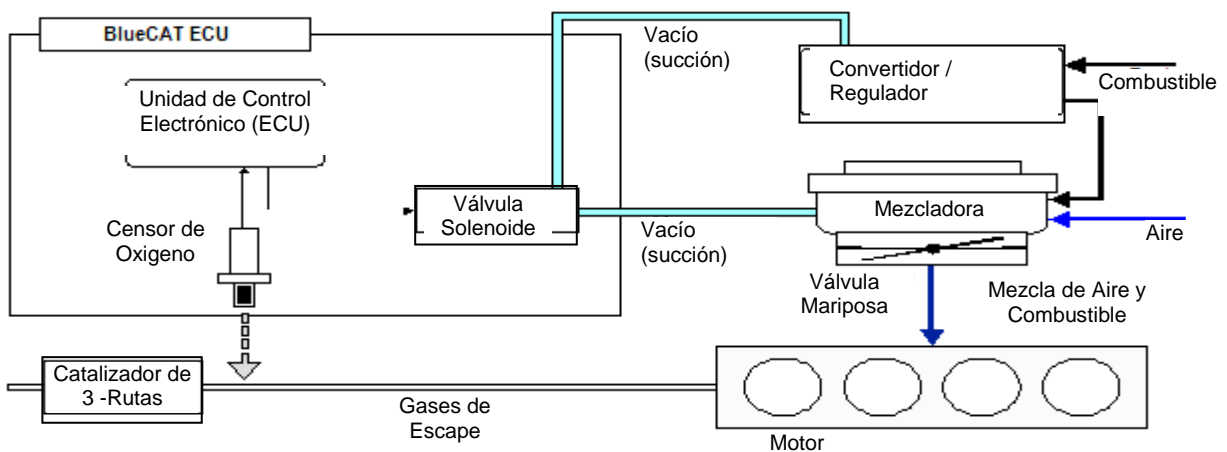 BlueCAT ECU
Unidad de Control
Electrónico (ECU)
Censor de
Oxigeno
Válvula
Solenoide
Vacío
(succión)
Vacío
(succión)
Convertidor /
Regulador
Combustible
Mezcladora
Aire
Válvula
Mariposa
Mezcla de Aire y
Combustible
Catalizador de
3 -Rutas
Gases de
Escape
Motor